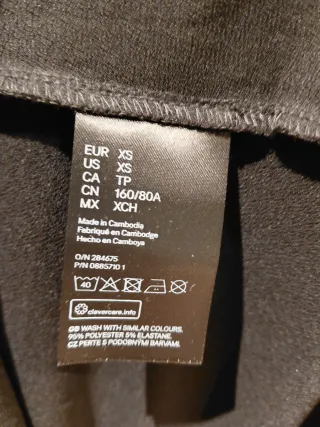 EUR XS
US XS
CA TP
CN 160/80A
MX XCH
Made in Cambodia
Fabriqué en Cambodge
Hecho en Camboya
O/N 284675
P/N 0885710 1
40
clevercare.info
GB WASH WITH SIMILAR COLOURS.
95% POLYESTER 5% ELASTANE
CZ PERTE S PODOBNÝMI BARVAMI.